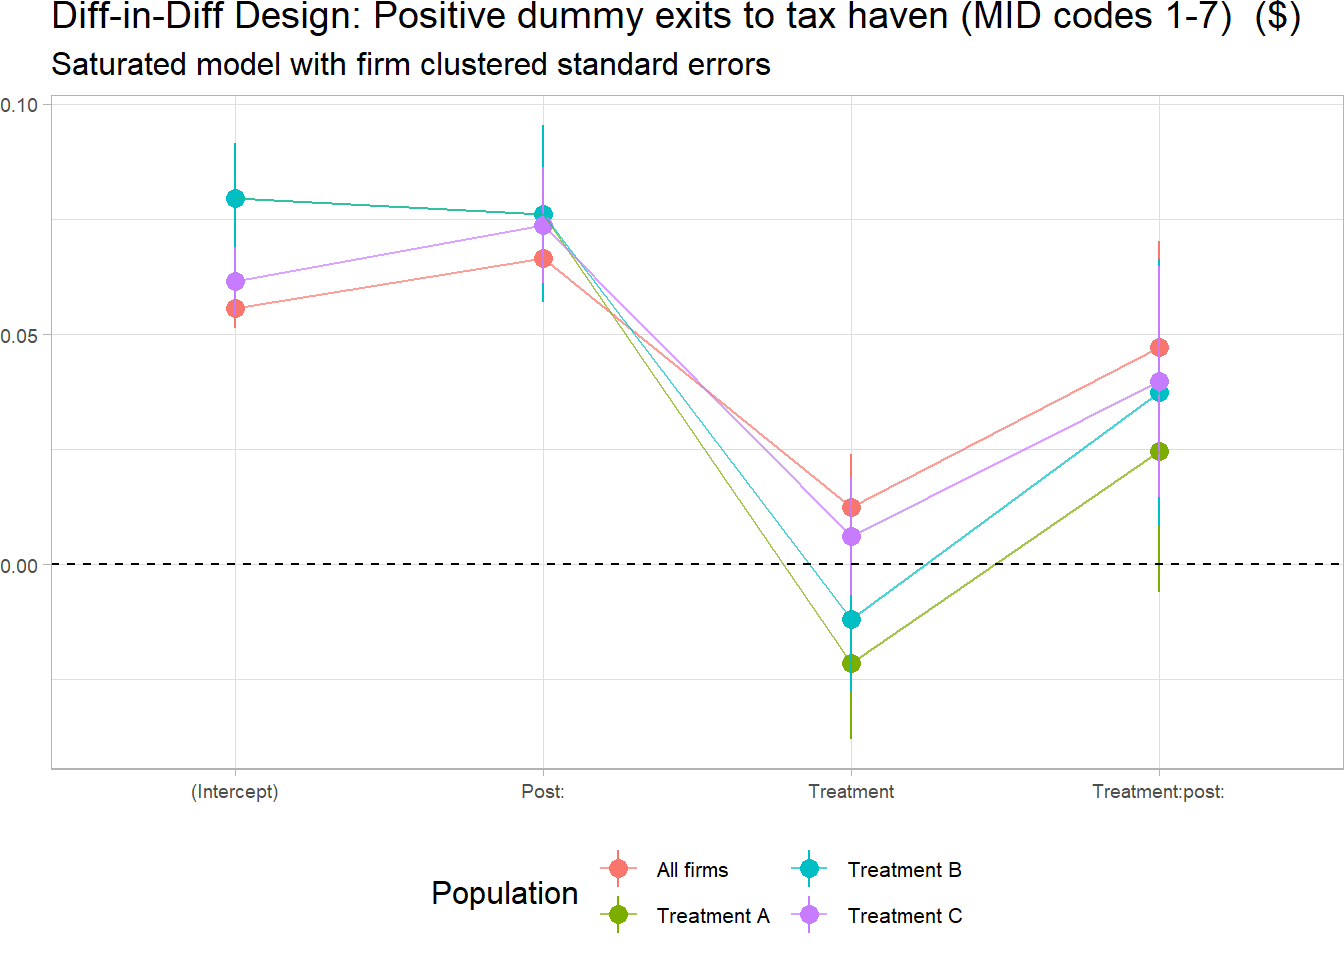 Diff-in-Diff Design: Positive dummy exits to tax haven (MID codes 1-7)  ($)
Saturated model with firm clustered standard errors
0.10
0.05
0.00
(Intercept) Post: Treatment Treatment:post:
Population
All firms
Treatment A
Treatment B
Treatment C